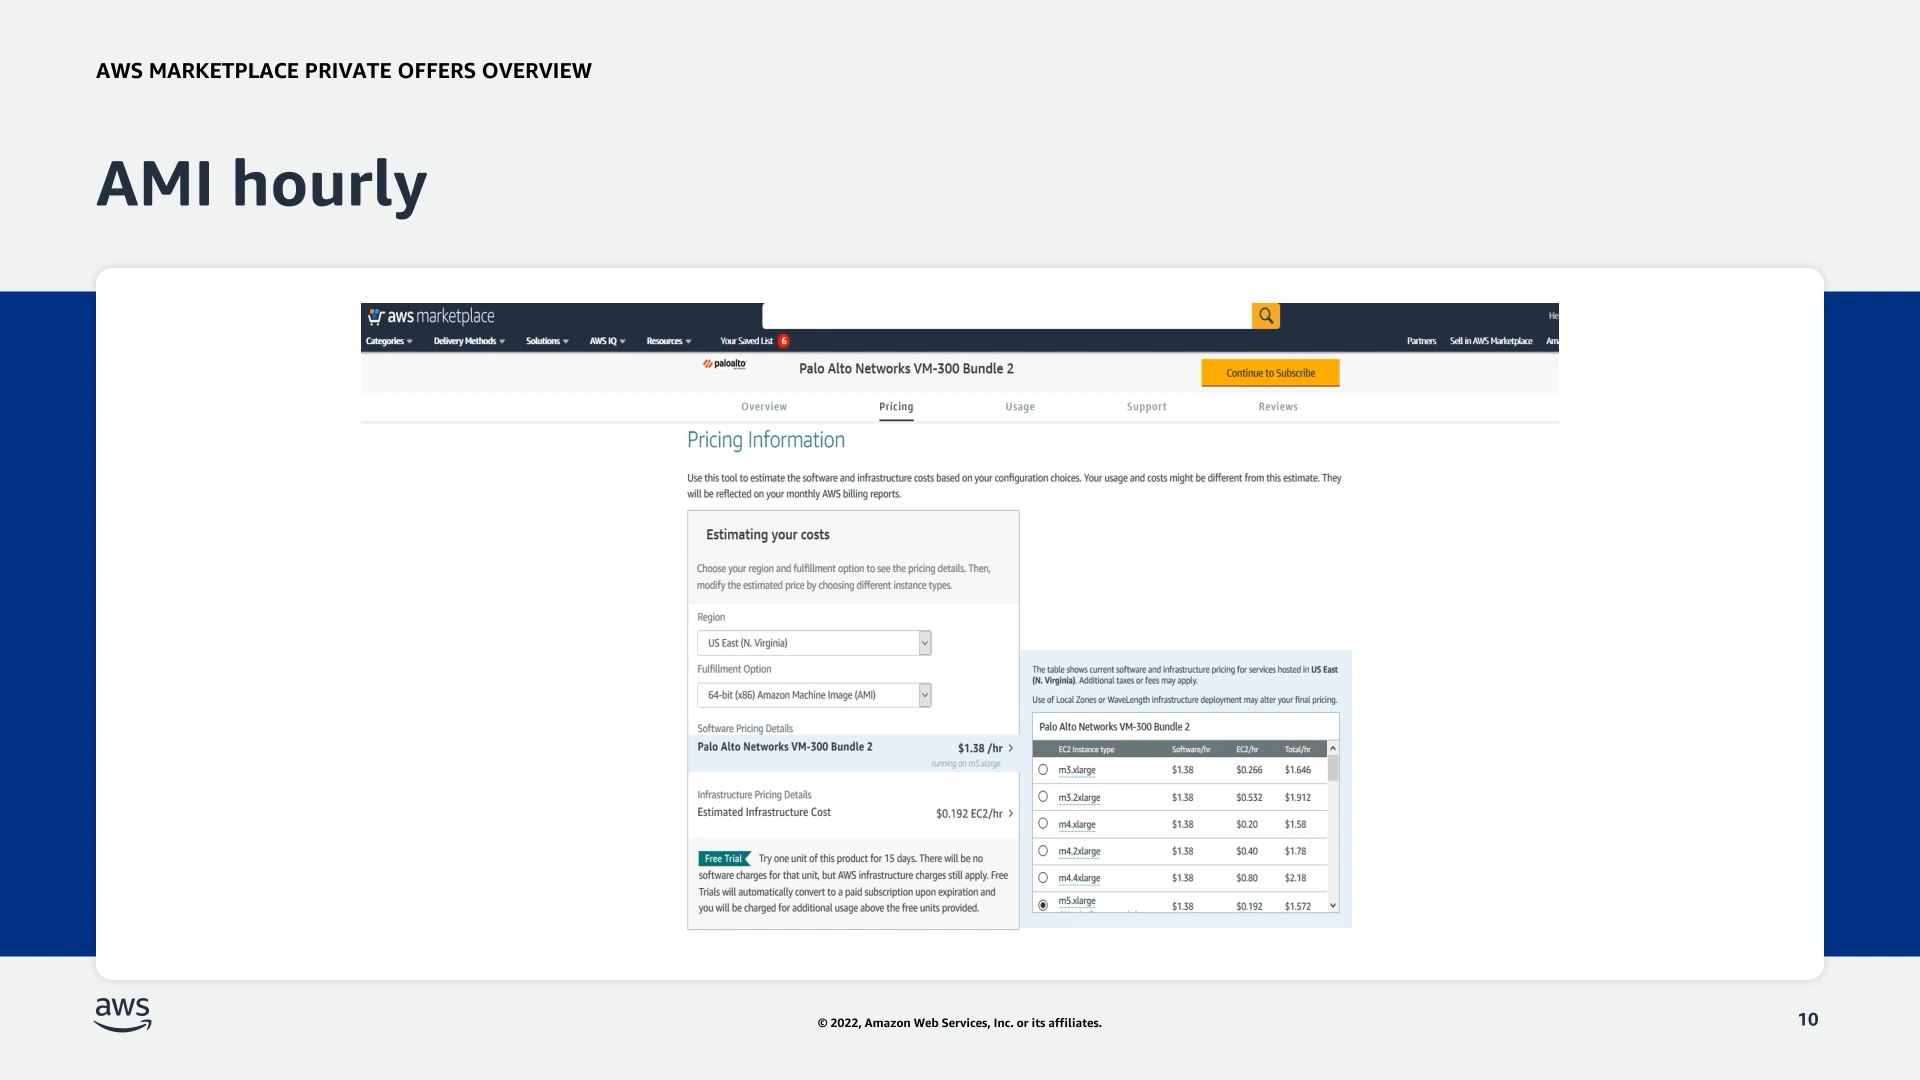 AWS MARKETPLACE PRIVATE OFFERS OVERVIEW
AMI hourly
aws marketplace
He
Categories Delivery Methods Solutions AWS IQ Resources Your Saved List 6 Partners Sell in AWS Marketplace Am
paloalto Palo Alto Networks VM-300 Bundle 2 Continue to Subscribe
Overview Pricing Usage Support Reviews
Pricing Information
Use this tool to estimate the software and infrastructure costs based on your configuration choices. Your usage and costs might be different from this estimate. They
will be reflected on your monthly AWS billing reports.
Estimating your costs
Choose your region and fulfillment option to see the pricing details. Then,
modify the estimated price by choosing different instance types.
Region
US East (N. Virginia)
Fulfillment Option
64-bit (x86) Amazon Machine Image (AMI)
Software Pricing Details
Palo Alto Networks VM-300 Bundle 2 $1.38 /hr >
running on m5.xlarge
Infrastructure Pricing Details
Estimated Infrastructure Cost $0.192 EC2/hr >
Free Trial Try one unit of this product for 15 days. There will be no
software charges for that unit, but AWS infrastructure charges still apply. Free
Trials will automatically convert to a paid subscription upon expiration and
you will be charged for additional usage above the free units provided.
The table shows current software and infrastructure pricing for services hosted in US East
(N. Virginia). Additional taxes or fees may apply.
Use of Local Zones or WaveLength infrastructure deployment may alter your final pricing.
Palo Alto Networks VM-300 Bundle 2
EC2 Instance type Software/hr EC2/hr Total/hr
m3.xlarge $1.38 $0.266 $1.646
m3.2xlarge $1.38 $0.532 $1.912
m4.xlarge $1.38 $0.20 $1.58
m4.2xlarge $1.38 $0.40 $1.78
m4.4xlarge $1.38 $0.80 $2.18
m5.xlarge $1.38 $0.192 $1.572
aws
© 2022, Amazon Web Services, Inc. or its affiliates.
10